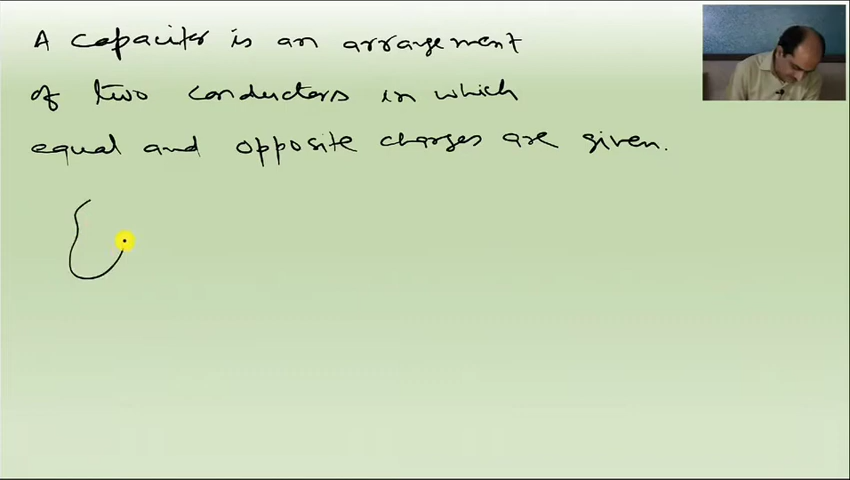 A capacitor is an arrangement
of two conductors in which
equal and opposite charges are given.